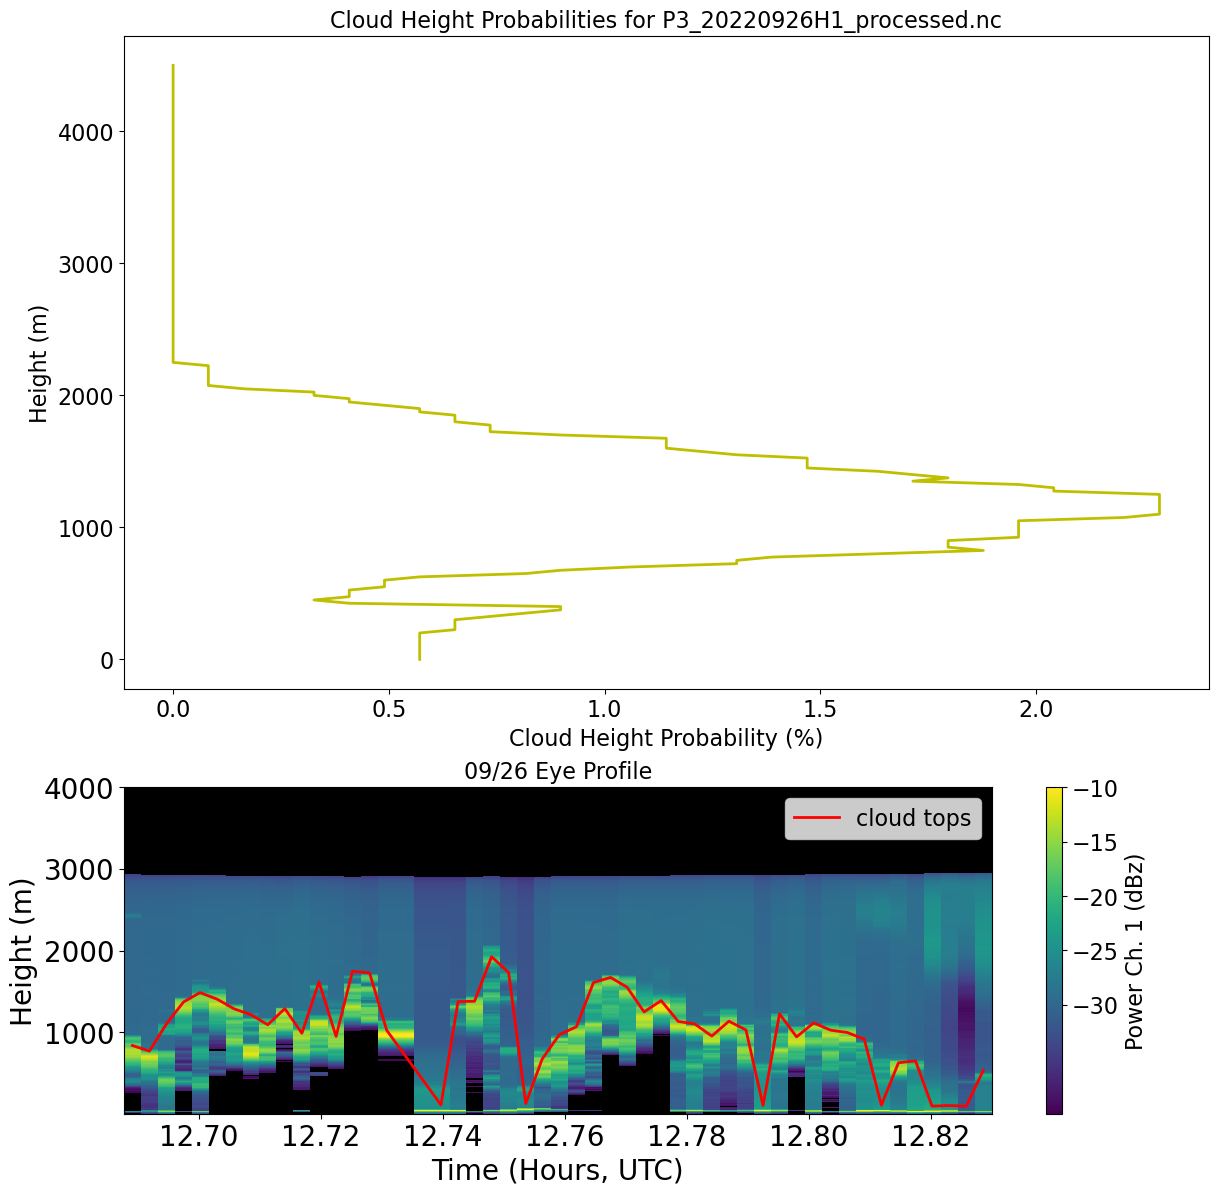 Cloud Height Probabilities for P3_20220926H1_processed.nc
4000
3000
2000
1000
0
Height (m)
0.0 0.5 1.0 1.5 2.0
Cloud Height Probability (%)
09/26 Eye Profile
4000
3000
2000
1000
Height (m)
cloud tops
12.70 12.72 12.74 12.76 12.78 12.80 12.82
Time (Hours, UTC)
−10
−15
−20
−25
−30
Power Ch. 1 (dBz)